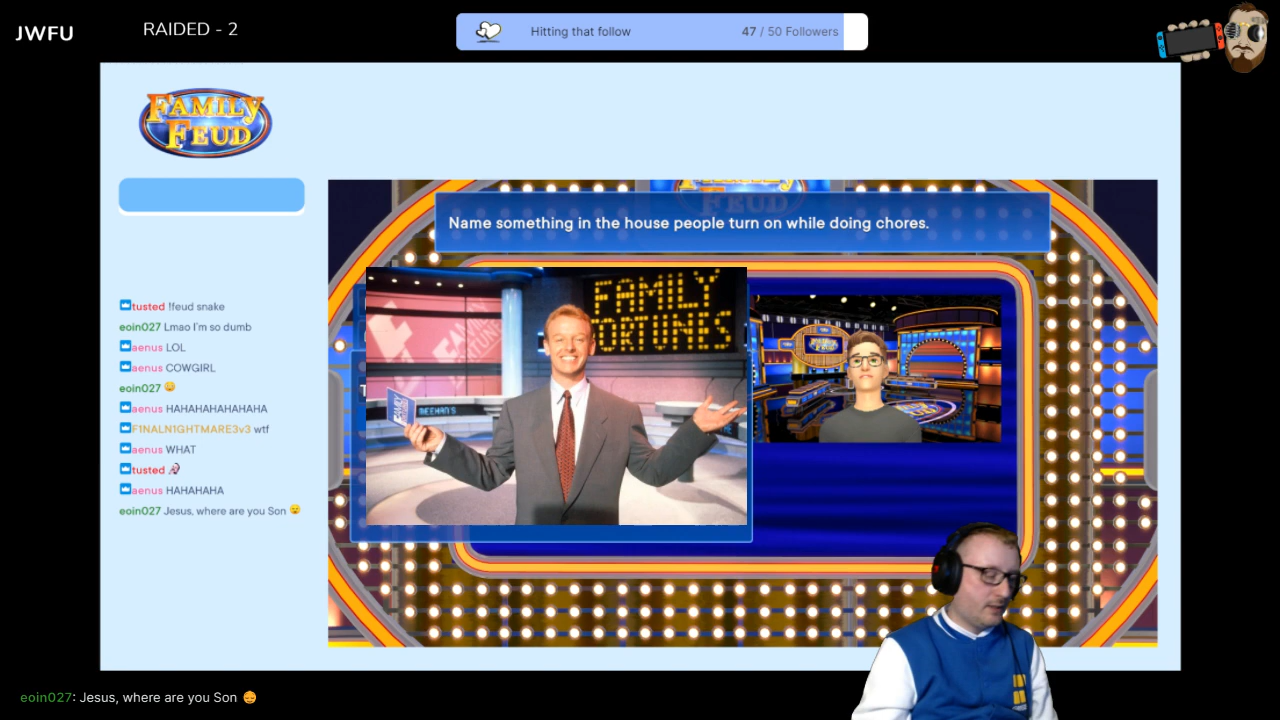 JWFU
RAIDED - 2
Hitting that follow
47 / 50 Followers
FAMILY
FEUD
Name something in the house people turn on while doing chores.
FAMILY
FORTUNES
MEEHAN'S
tusted !feud snake
eoin027 Lmao I'm so dumb
aenus LOL
aenus COWGIRL
eoin027 😔
aenus HAHAHAHAHAHAHA
F1NALN1GHTMARE3v3 wtf
aenus WHAT
tusted
aenus HAHAHAHA
eoin027 Jesus, where are you Son 😔
eoin027: Jesus, where are you Son 😔